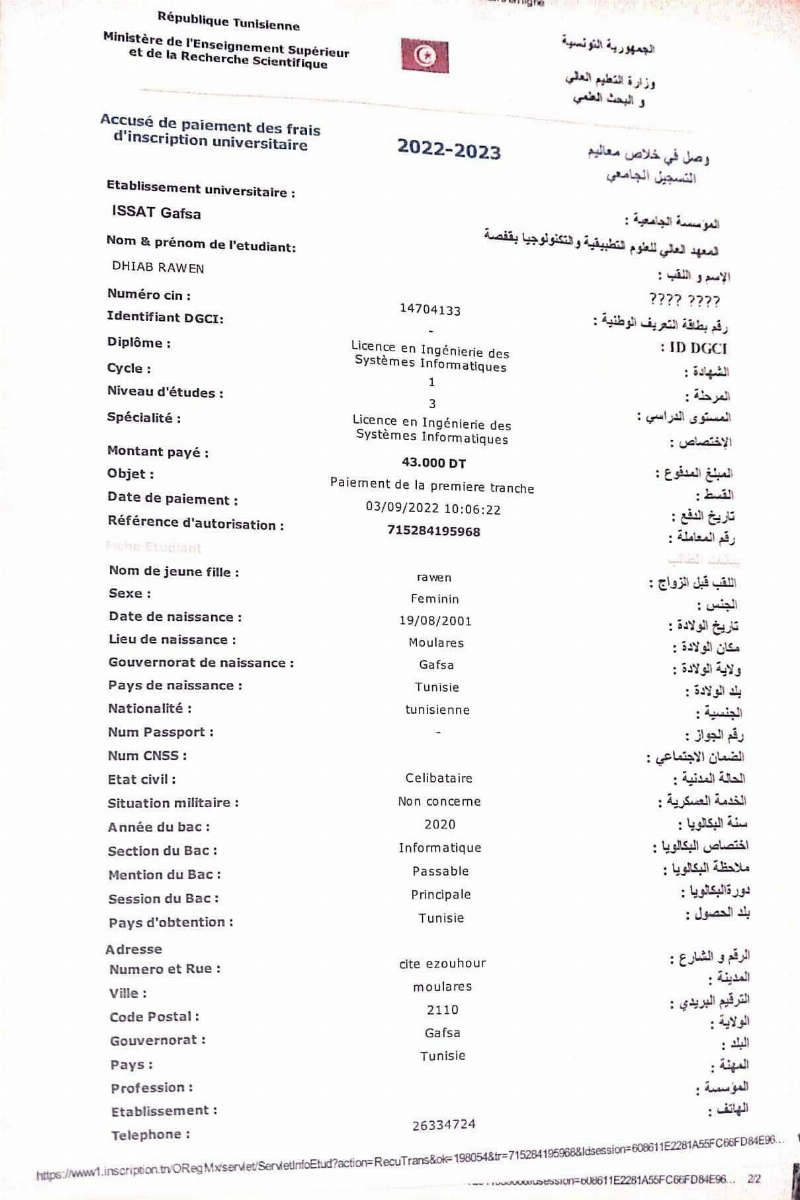 République Tunisienne
Ministère de l'Enseignement Supérieur
et de la Recherche Scientifique
الجمهورية التونسية
وزارة التعليم العالي
و البحث العلمي
Accusé de paiement des frais
d'inscription universitaire
2022-2023
وصل في خلاص معاليم
التسجيل الجامعي
Etablissement universitaire :
المؤسسة الجامعية :
ISSAT Gafsa
المعهد العالي للعلوم التطبيقية والتكنولوجيا بقفصة
Nom & prénom de l'etudiant:
الاسم و اللقب :
DHIAB RAWEN
???? ????
Numéro cin : 14704133 رقم بطاقة التعريف الوطنية :
Identifiant DGCI: - ID DGCI :
Diplôme : Licence en Ingénierie des
Systèmes Informatiques الشهادة :
Cycle : 1 المرحلة :
Niveau d'études : 3 المستوى الدراسي :
Spécialité : Licence en Ingénierie des
Systèmes Informatiques الإختصاص :
Montant payé : 43.000 DT المبلغ المدفوع :
Objet : Paiement de la premiere tranche القسط :
Date de paiement : 03/09/2022 10:06:22 تاريخ الدفع :
Référence d'autorisation : 715284195968 رقم المعاملة :
Fiche Etudiant بيانات الطالب
Nom de jeune fille : rawen اللقب قبل الزواج :
Sexe : Feminin الجنس :
Date de naissance : 19/08/2001 تاريخ الولادة :
Lieu de naissance : Moulares مكان الولادة :
Gouvernorat de naissance : Gafsa ولاية الولادة :
Pays de naissance : Tunisie بلد الولادة :
Nationalité : tunisienne الجنسية :
Num Passport : - رقم الجواز :
Num CNSS : الضمان الاجتماعي :
Etat civil : Celibataire الحالة المدنية :
Situation militaire : Non concerne الخدمة العسكرية :
Année du bac : 2020 سنة البكالويا :
Section du Bac : Informatique اختصاص البكالويا :
Mention du Bac : Passable ملاحظة البكالويا :
Session du Bac : Principale دورةالبكالويا :
Pays d'obtention : Tunisie بلد الحصول :
Adresse
Numero et Rue : cite ezouhour الرقم و الشارع :
Ville : moulares المدينة :
Code Postal : 2110 الترقيم البريدي :
Gouvernorat : Gafsa الولاية :
Pays : Tunisie البلد :
Profession : المهنة :
Etablissement : المؤسسة :
Telephone : 26334724 الهاتف :
https://www1.inscription.tn/ORegMx/servlet/ServletInfoEtud?action=RecuTrans&ok=198054&tr=715284195968&Idsession=608611E2281A55FC66FD84E96...
2/2